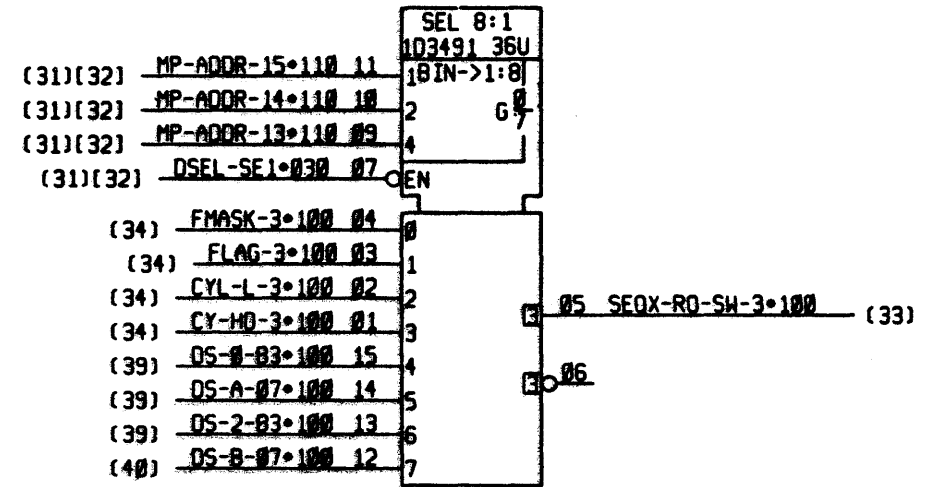 SEL 8:1
1D3491 36U
(31)[32] MP-ADDR-15•110 11 1 BIN->1:8
(31)[32] MP-ADDR-14•110 10 2 G 0/7
(31)[32] MP-ADDR-13•110 09 4
(31)[32] DSEL-SE1•030 07 EN
(34) FMASK-3•100 04 0
(34) FLAG-3•100 03 1
(34) CYL-L-3•100 02 2
(34) CY-HD-3•100 01 3
3 05 SEQX-RO-SW-3•100 (33)
(39) DS-0-B3•100 15 4
3 06
(39) DS-A-07•100 14 5
(39) DS-2-B3•100 13 6
(40) DS-B-07•100 12 7